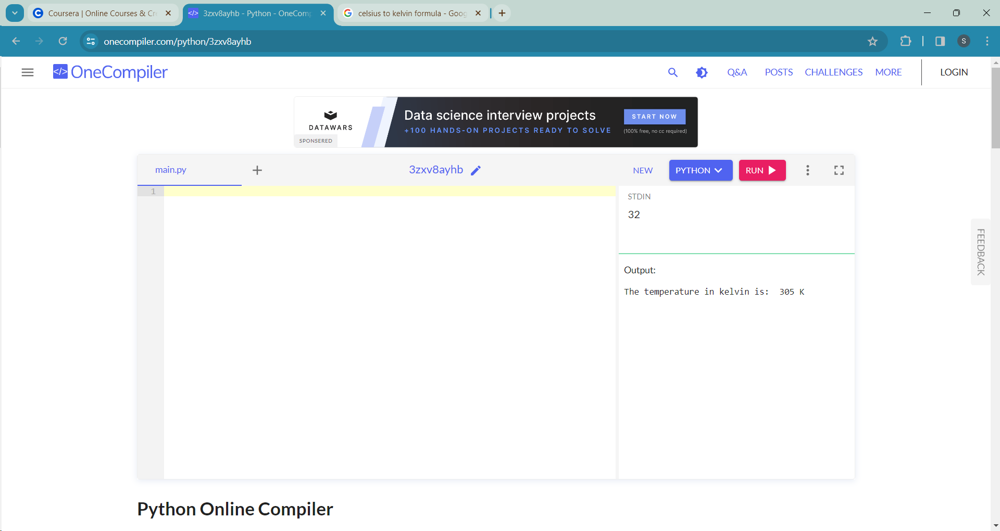 Coursera | Online Courses & Cr
3zxv8ayhb - Python - OneComp
celsius to kelvin formula - Goog
onecompiler.com/python/3zxv8ayhb
S
</> OneCompiler
Q&A
POSTS
CHALLENGES
MORE
LOGIN
DATAWARS
SPONSERED
Data science interview projects
+100 HANDS-ON PROJECTS READY TO SOLVE
START NOW
(100% free, no cc required)
main.py
3zxv8ayhb
NEW
PYTHON
RUN
1
STDIN
32
Output:
The temperature in kelvin is:  305 K
FEEDBACK
Python Online Compiler